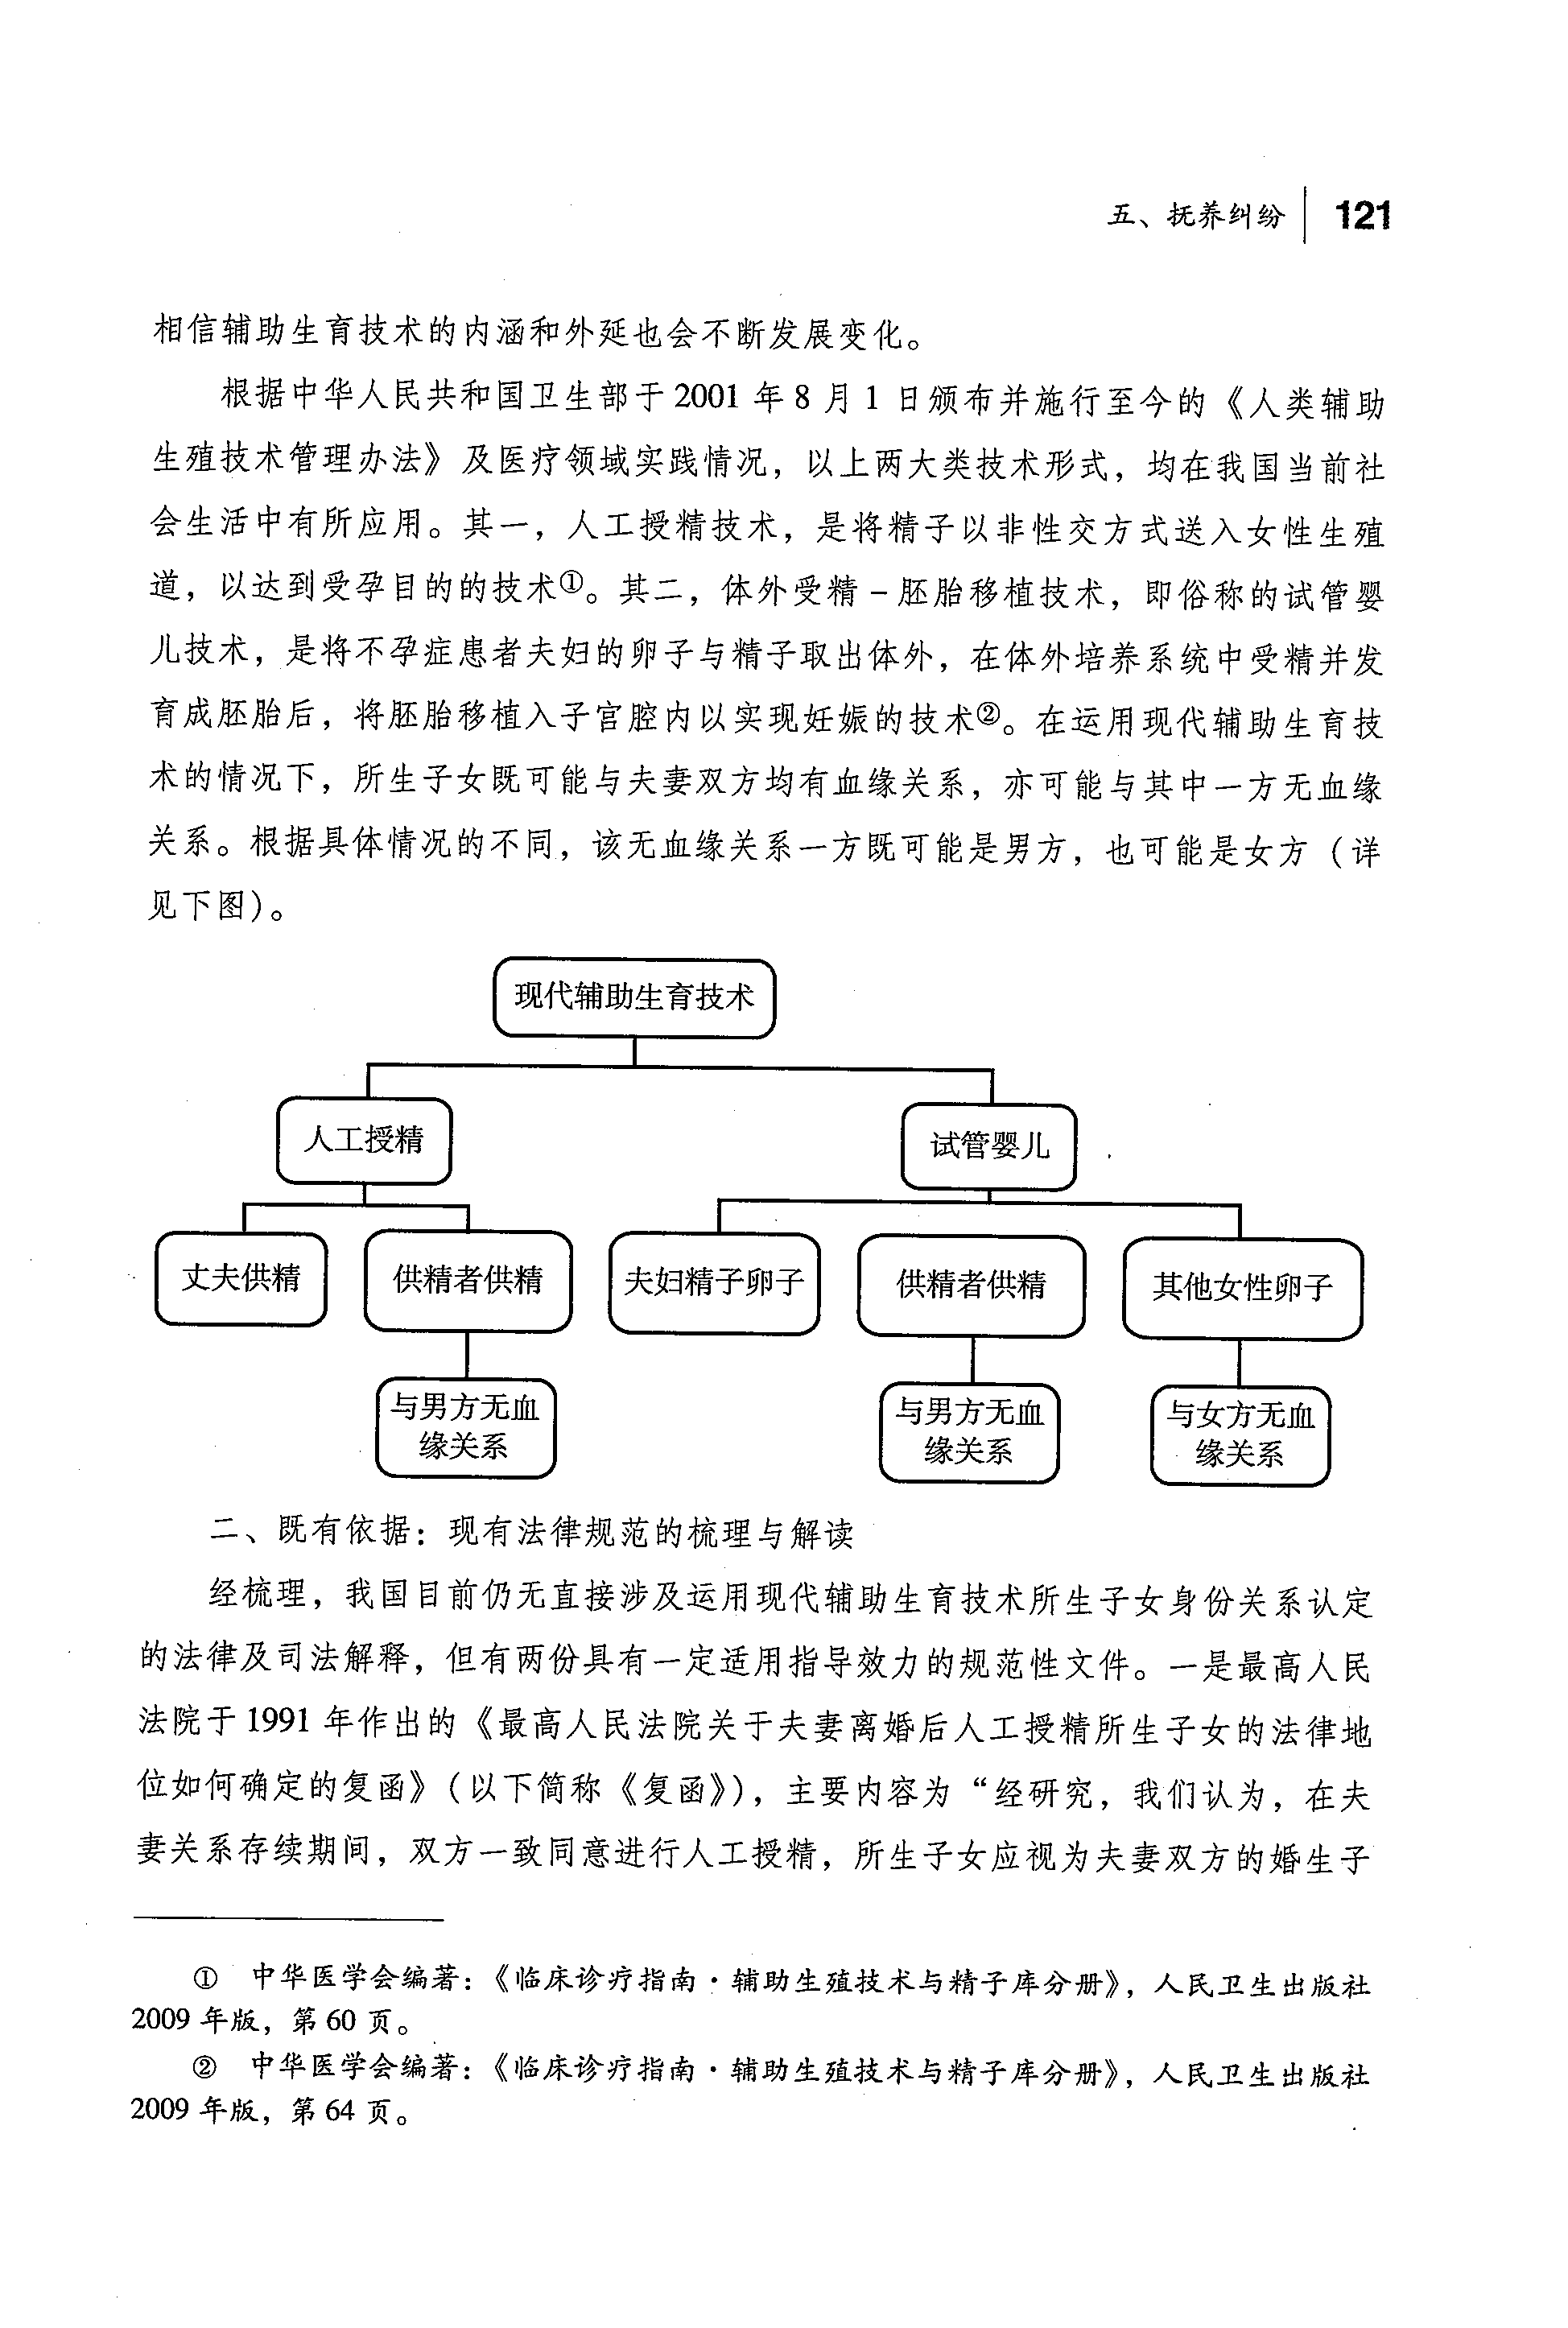 五、抚养纠纷 121
相信辅助生育技术的内涵和外延也会不断发展变化。
根据中华人民共和国卫生部于 2001 年 8 月 1 日颁布并施行至今的《人类辅助
生殖技术管理办法》及医疗领域实践情况，以上两大类技术形式，均在我国当前社
会生活中有所应用。其一，人工授精技术，是将精子以非性交方式送入女性生殖
道，以达到受孕目的的技术①。其二，体外受精－胚胎移植技术，即俗称的试管婴
儿技术，是将不孕症患者夫妇的卵子与精子取出体外，在体外培养系统中受精并发
育成胚胎后，将胚胎移植入子宫腔内以实现妊娠的技术②。在运用现代辅助生育技
术的情况下，所生子女既可能与夫妻双方均有血缘关系，亦可能与其中一方无血缘
关系。根据具体情况的不同，该无血缘关系一方既可能是男方，也可能是女方（详
见下图）。
现代辅助生育技术
人工授精
试管婴儿
丈夫供精
供精者供精
夫妇精子卵子
供精者供精
其他女性卵子
与男方无血
缘关系
与男方无血
缘关系
与女方无血
缘关系
二、既有依据：现有法律规范的梳理与解读
经梳理，我国目前仍无直接涉及运用现代辅助生育技术所生子女身份关系认定
的法律及司法解释，但有两份具有一定适用指导效力的规范性文件。一是最高人民
法院于 1991 年作出的《最高人民法院关于夫妻离婚后人工授精所生子女的法律地
位如何确定的复函》（以下简称《复函》），主要内容为“经研究，我们认为，在夫
妻关系存续期间，双方一致同意进行人工授精，所生子女应视为夫妻双方的婚生子
① 中华医学会编著：《临床诊疗指南·辅助生殖技术与精子库分册》，人民卫生出版社
2009 年版，第 60 页。
② 中华医学会编著：《临床诊疗指南·辅助生殖技术与精子库分册》，人民卫生出版社
2009 年版，第 64 页。